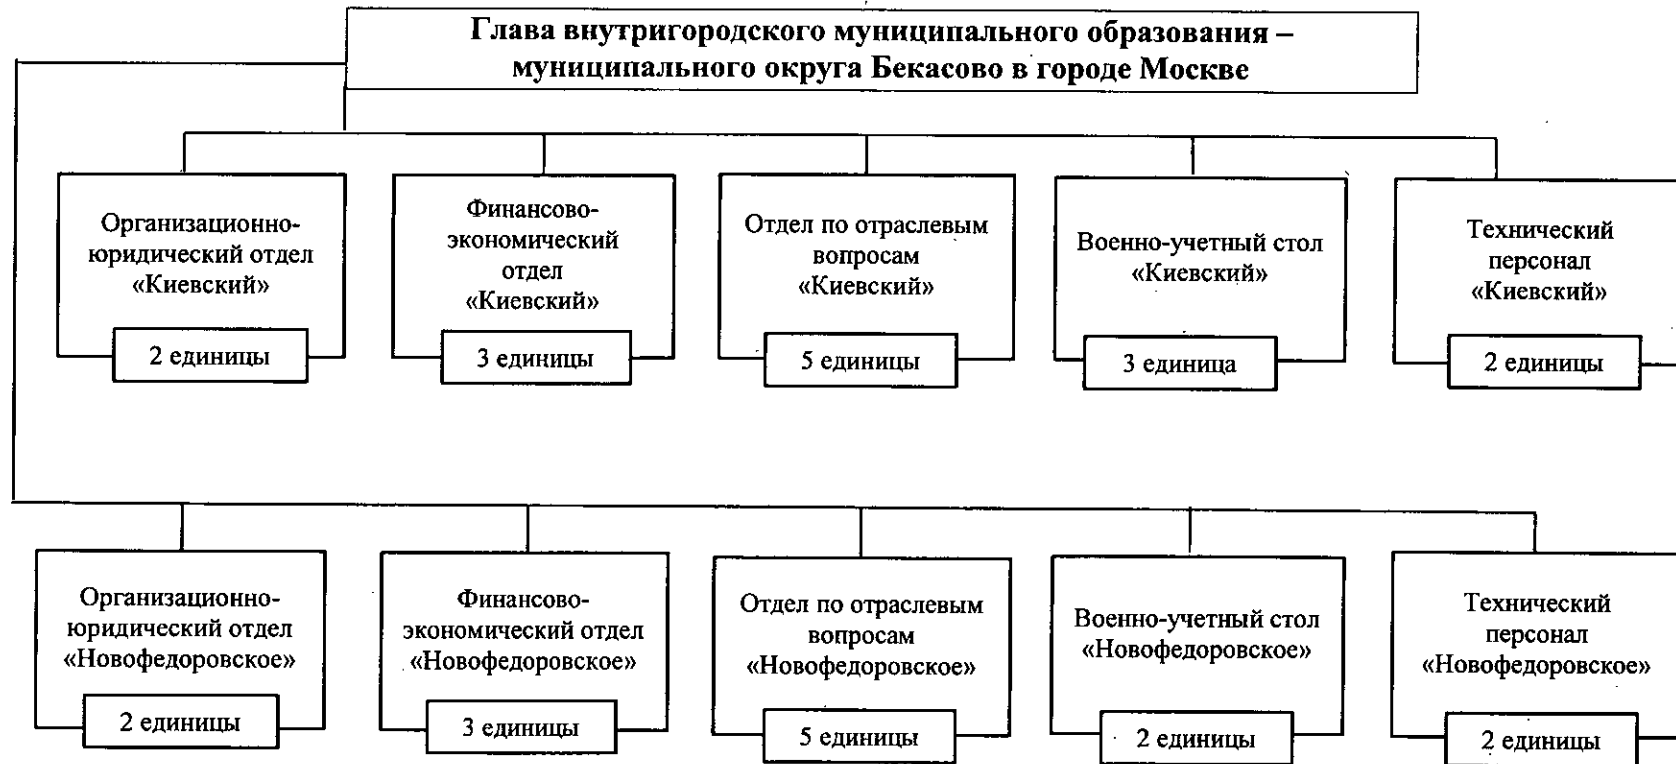 Глава внутригородского муниципального образования –
муниципального округа Бекасово в городе Москве
Организационно-
юридический отдел
«Киевский»
2 единицы
Финансово-
экономический
отдел
«Киевский»
3 единицы
Отдел по отраслевым
вопросам
«Киевский»
5 единицы
Военно-учетный стол
«Киевский»
3 единица
Технический
персонал
«Киевский»
2 единицы
Организационно-
юридический отдел
«Новофедоровское»
2 единицы
Финансово-
экономический отдел
«Новофедоровское»
3 единицы
Отдел по отраслевым
вопросам
«Новофедоровское»
5 единицы
Военно-учетный стол
«Новофедоровское»
2 единицы
Технический
персонал
«Новофедоровское»
2 единицы